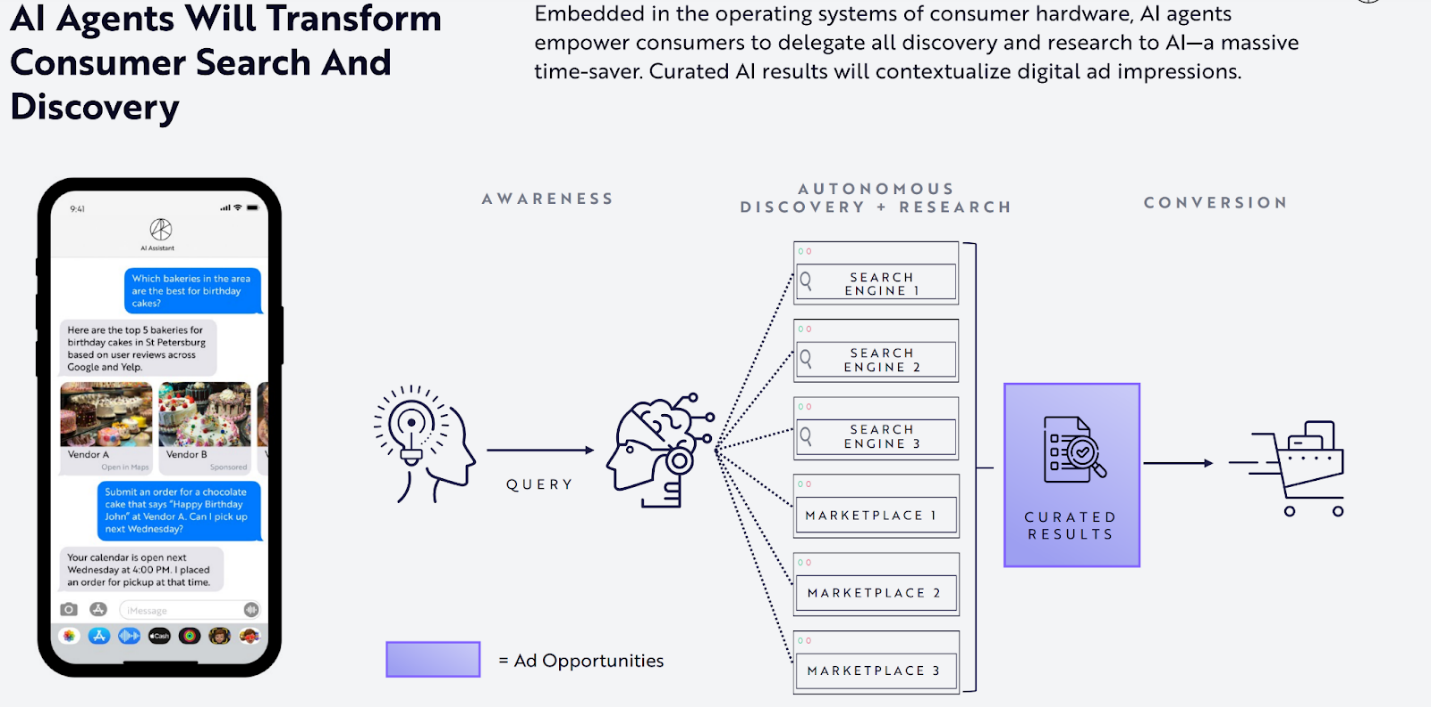 AI Agents Will Transform
Consumer Search And
Discovery
Embedded in the operating systems of consumer hardware, AI agents
empower consumers to delegate all discovery and research to AI—a massive
time-saver. Curated AI results will contextualize digital ad impressions.
9:41
AI Assistant
Which bakeries in the area
are the best for birthday
cakes?
Here are the top 5 bakeries for
birthday cakes in St Petersburg
based on user reviews across
Google and Yelp.
Vendor A
Open in Maps
Vendor B
Sponsored
Submit an order for a chocolate
cake that says "Happy Birthday
John" at Vendor A. Can I pick up
next Wednesday?
Your calendar is open next
Wednesday at 4:00 PM. I placed
an order for pickup at that time.
iMessage
Cash
AWARENESS
QUERY
AUTONOMOUS
DISCOVERY + RESEARCH
SEARCH
ENGINE 1
SEARCH
ENGINE 2
SEARCH
ENGINE 3
MARKETPLACE 1
MARKETPLACE 2
MARKETPLACE 3
CURATED
RESULTS
CONVERSION
= Ad Opportunities